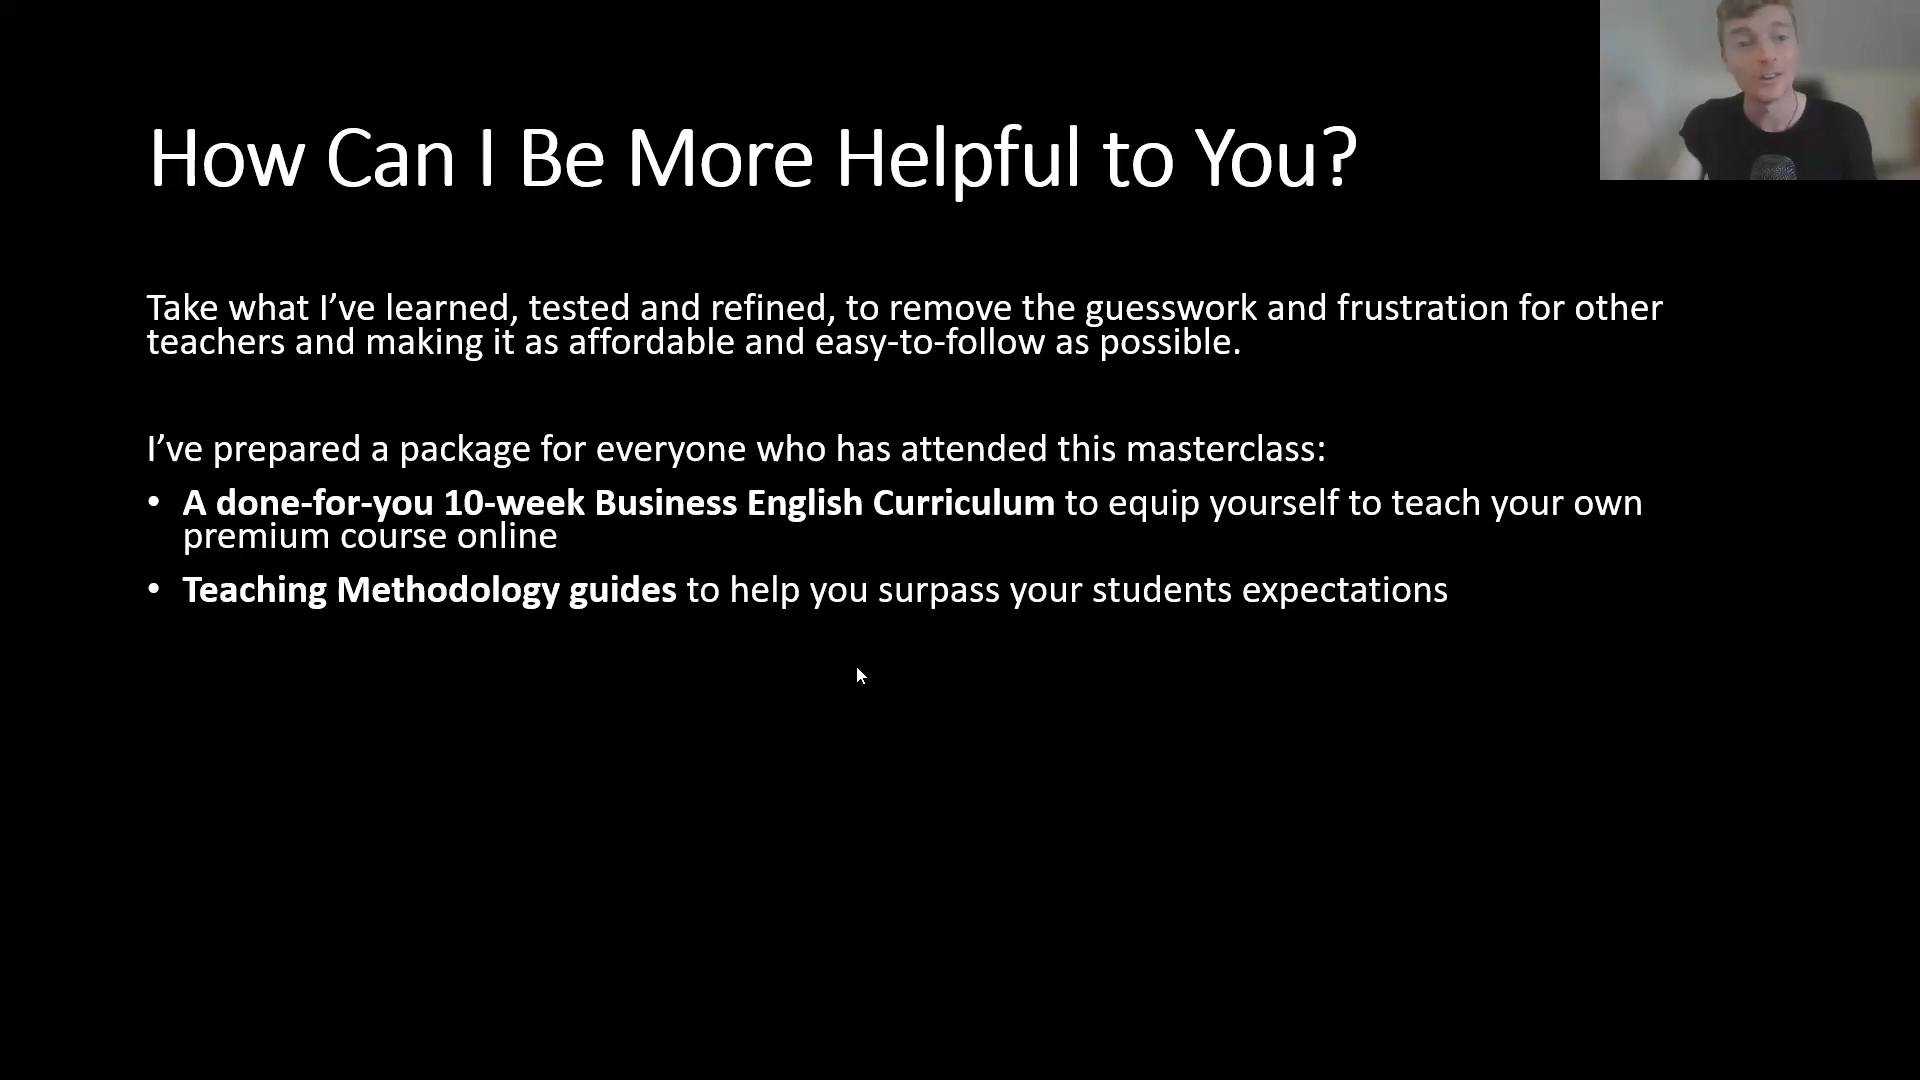 How Can I Be More Helpful to You?
Take what I’ve learned, tested and refined, to remove the guesswork and frustration for other
teachers and making it as affordable and easy-to-follow as possible.
I’ve prepared a package for everyone who has attended this masterclass:
• A done-for-you 10-week Business English Curriculum to equip yourself to teach your own
premium course online
• Teaching Methodology guides to help you surpass your students expectations